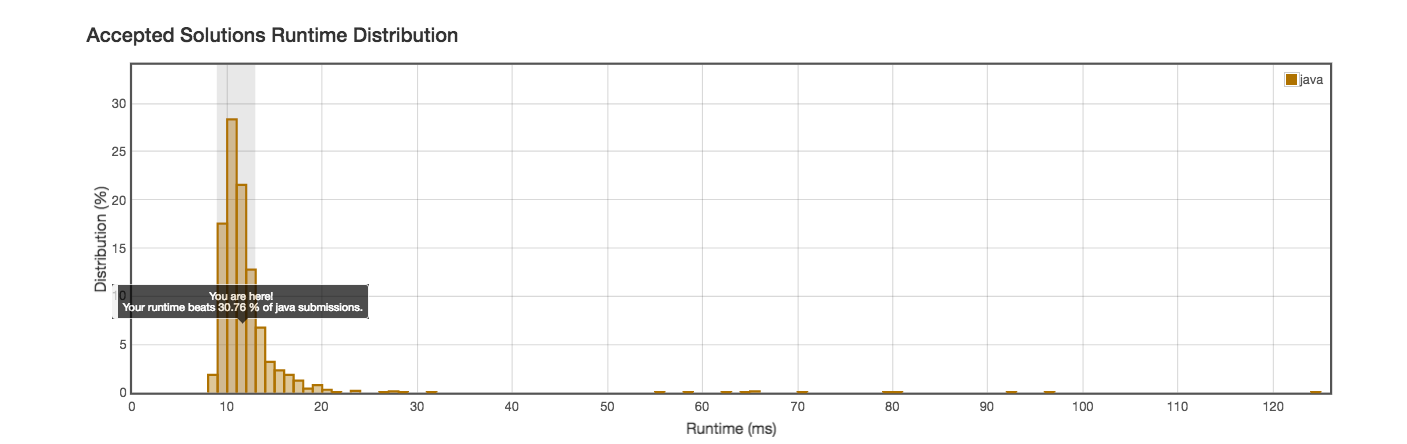 Accepted Solutions Runtime Distribution
java
Distribution (%)
30
25
20
15
10
5
0
You are here!
Your runtime beats 30.76 % of java submissions.
0 10 20 30 40 50 60 70 80 90 100 110 120
Runtime (ms)